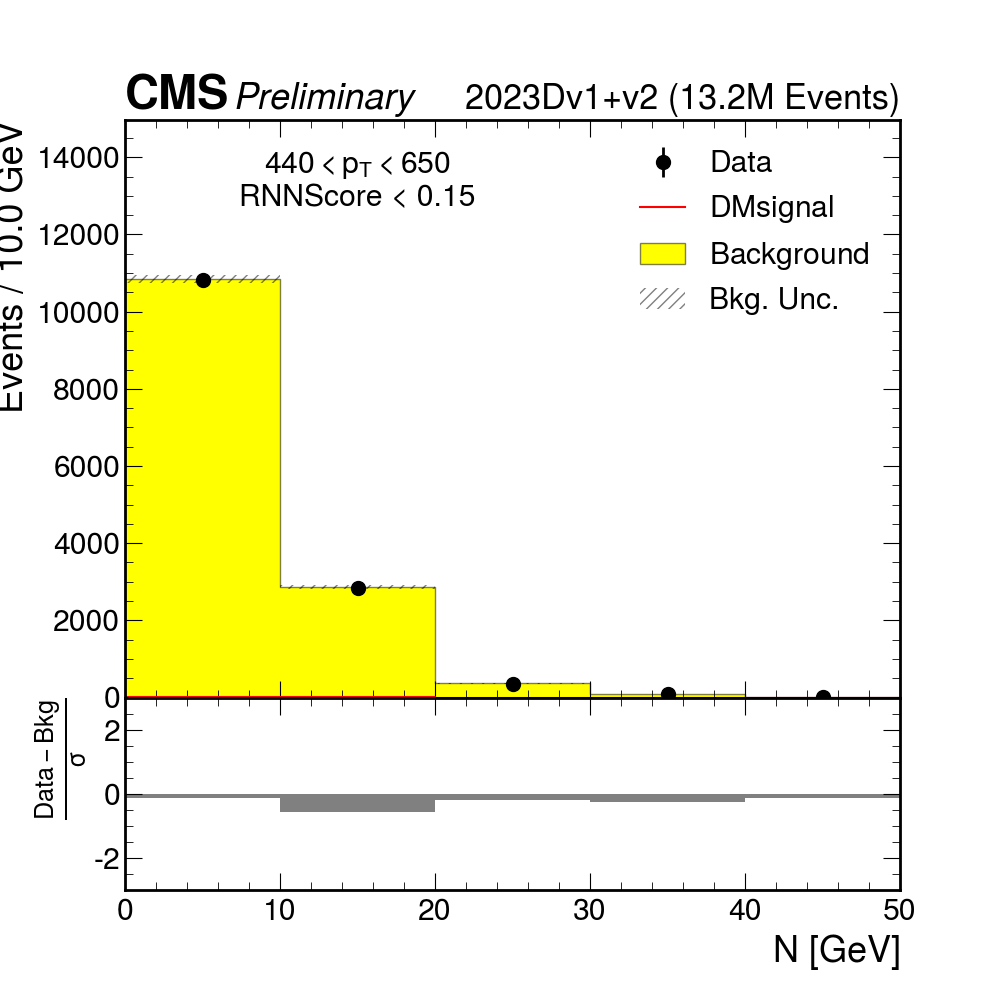 CMS Preliminary 2023Dv1+v2 (13.2M Events)
Events / 10.0 GeV
14000
12000
10000
8000
6000
4000
2000
0
440 < pT < 650
RNNScore < 0.15
Data
DMsignal
Background
Bkg. Unc.
Data – Bkg
σ
2
0
-2
0 10 20 30 40 50
N [GeV]